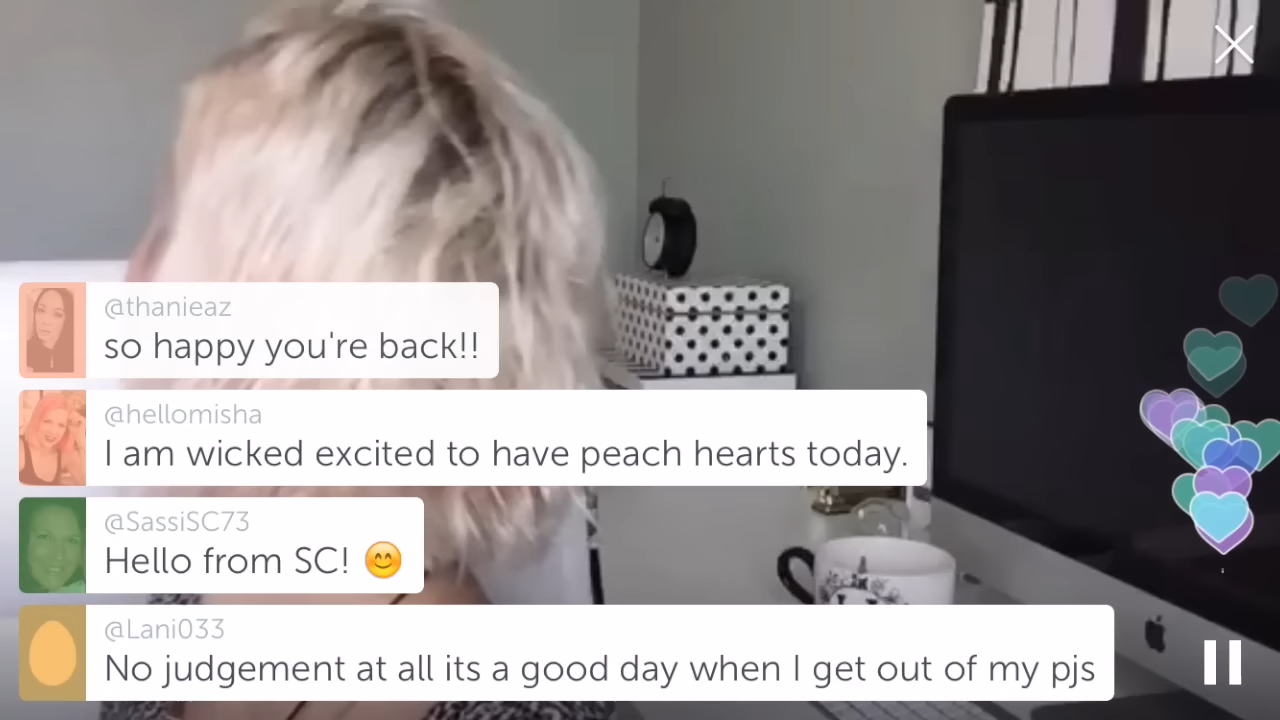 @thanieaz
so happy you're back!!
@hellomisha
I am wicked excited to have peach hearts today.
@SassiSC73
Hello from SC! 😊
@Lani033
No judgement at all its a good day when I get out of my pjs